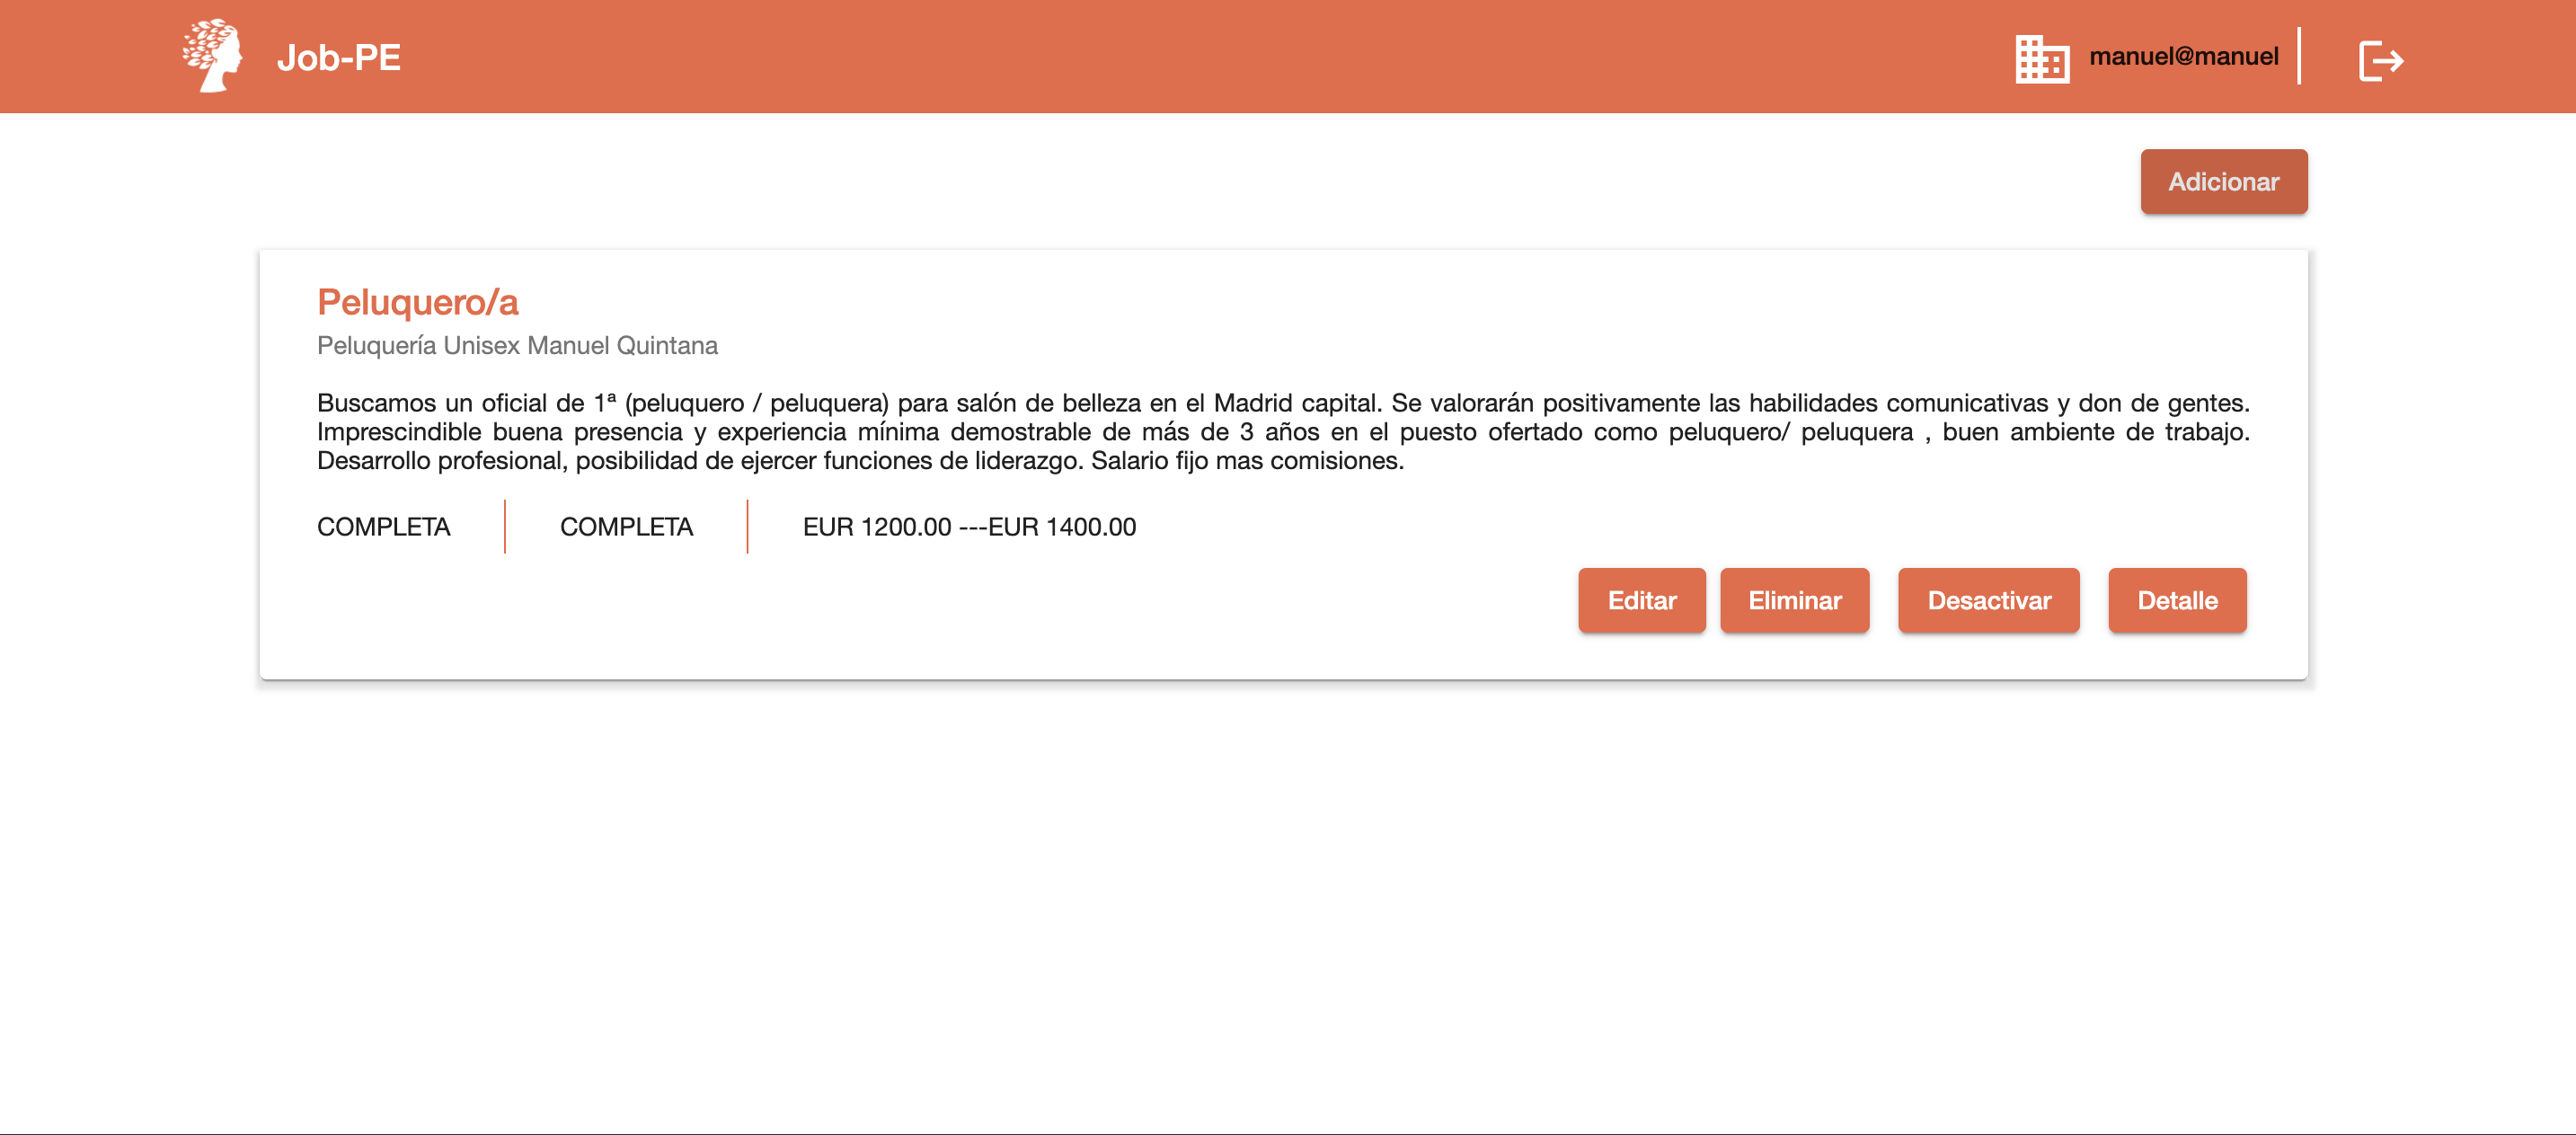 Job-PE
manuel@manuel
Adicionar
Peluquero/a
Peluquería Unisex Manuel Quintana
Buscamos un oficial de 1ª (peluquero / peluquera) para salón de belleza en el Madrid capital. Se valorarán positivamente las habilidades comunicativas y don de gentes.
Imprescindible buena presencia y experiencia mínima demostrable de más de 3 años en el puesto ofertado como peluquero/ peluquera , buen ambiente de trabajo.
Desarrollo profesional, posibilidad de ejercer funciones de liderazgo. Salario fijo mas comisiones.
COMPLETA COMPLETA EUR 1200.00 ---EUR 1400.00
Editar Eliminar Desactivar Detalle